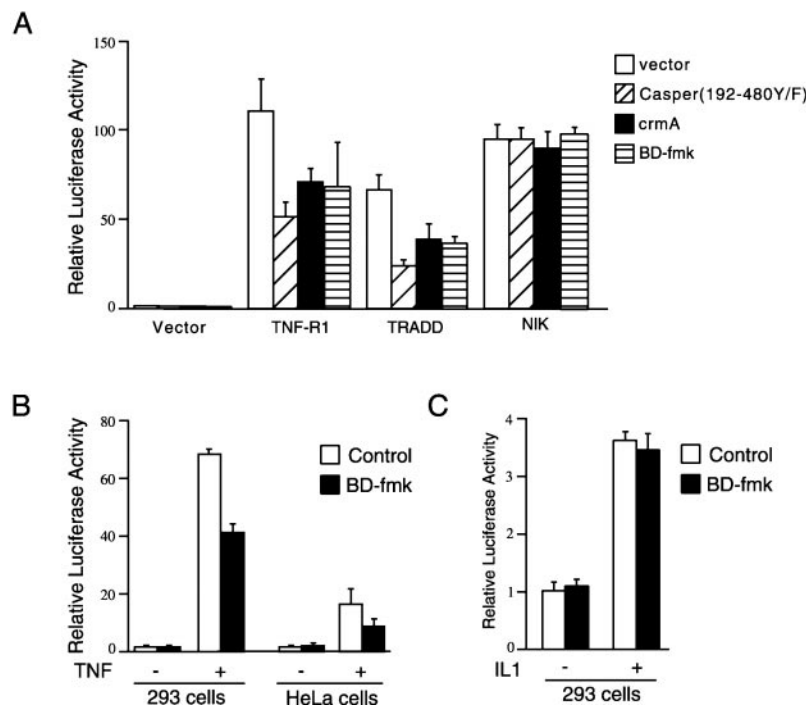 A
Relative Luciferase Activity
150
100
50
0
Vector
TNF-R1
TRADD
NIK
vector
Casper(192-480Y/F)
crmA
BD-fmk
B
Relative Luciferase Activity
80
60
40
20
0
Control
BD-fmk
TNF - + - +
293 cells HeLa cells
C
Relative Luciferase Activity
4
3
2
1
0
Control
BD-fmk
IL1 - +
293 cells